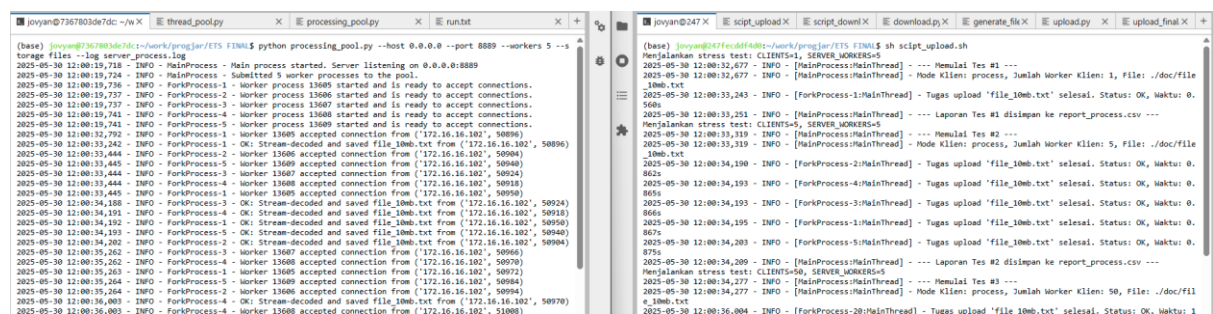 jovyan@7367803de7dc: ~/w
thread_pool.py
processing_pool.py
run.txt
(base) jovyan@7367803de7dc:~/work/progjar/ETS FINAL$ python processing_pool.py --host 0.0.0.0 --port 8889 --workers 5 --s
torage files --log server_process.log
2025-05-30 12:00:19,718 - INFO - MainProcess - Main process started. Server listening on 0.0.0.0:8889
2025-05-30 12:00:19,724 - INFO - MainProcess - Submitted 5 worker processes to the pool.
2025-05-30 12:00:19,736 - INFO - ForkProcess-1 - Worker process 13605 started and is ready to accept connections.
2025-05-30 12:00:19,737 - INFO - ForkProcess-2 - Worker process 13606 started and is ready to accept connections.
2025-05-30 12:00:19,737 - INFO - ForkProcess-3 - Worker process 13607 started and is ready to accept connections.
2025-05-30 12:00:19,741 - INFO - ForkProcess-4 - Worker process 13608 started and is ready to accept connections.
2025-05-30 12:00:19,741 - INFO - ForkProcess-5 - Worker process 13609 started and is ready to accept connections.
2025-05-30 12:00:32,792 - INFO - ForkProcess-1 - Worker 13605 accepted connection from ('172.16.16.102', 50896)
2025-05-30 12:00:33,242 - INFO - ForkProcess-1 - OK: Stream-decoded and saved file_10mb.txt from ('172.16.16.102', 50896)
2025-05-30 12:00:33,444 - INFO - ForkProcess-2 - Worker 13606 accepted connection from ('172.16.16.102', 50904)
2025-05-30 12:00:33,445 - INFO - ForkProcess-5 - Worker 13609 accepted connection from ('172.16.16.102', 50940)
2025-05-30 12:00:33,444 - INFO - ForkProcess-3 - Worker 13607 accepted connection from ('172.16.16.102', 50924)
2025-05-30 12:00:33,444 - INFO - ForkProcess-4 - Worker 13608 accepted connection from ('172.16.16.102', 50918)
2025-05-30 12:00:33,445 - INFO - ForkProcess-1 - Worker 13605 accepted connection from ('172.16.16.102', 50950)
2025-05-30 12:00:34,188 - INFO - ForkProcess-3 - OK: Stream-decoded and saved file_10mb.txt from ('172.16.16.102', 50924)
2025-05-30 12:00:34,191 - INFO - ForkProcess-4 - OK: Stream-decoded and saved file_10mb.txt from ('172.16.16.102', 50918)
2025-05-30 12:00:34,192 - INFO - ForkProcess-1 - OK: Stream-decoded and saved file_10mb.txt from ('172.16.16.102', 50950)
2025-05-30 12:00:34,193 - INFO - ForkProcess-5 - OK: Stream-decoded and saved file_10mb.txt from ('172.16.16.102', 50940)
2025-05-30 12:00:34,202 - INFO - ForkProcess-2 - OK: Stream-decoded and saved file_10mb.txt from ('172.16.16.102', 50904)
2025-05-30 12:00:35,262 - INFO - ForkProcess-3 - Worker 13607 accepted connection from ('172.16.16.102', 50966)
2025-05-30 12:00:35,262 - INFO - ForkProcess-4 - Worker 13608 accepted connection from ('172.16.16.102', 50970)
2025-05-30 12:00:35,263 - INFO - ForkProcess-1 - Worker 13605 accepted connection from ('172.16.16.102', 50972)
2025-05-30 12:00:35,264 - INFO - ForkProcess-5 - Worker 13609 accepted connection from ('172.16.16.102', 50984)
2025-05-30 12:00:35,264 - INFO - ForkProcess-2 - Worker 13606 accepted connection from ('172.16.16.102', 50994)
2025-05-30 12:00:36,003 - INFO - ForkProcess-4 - OK: Stream-decoded and saved file_10mb.txt from ('172.16.16.102', 50970)
2025-05-30 12:00:36,003 - INFO - ForkProcess-4 - Worker 13608 accepted connection from ('172.16.16.102', 51008)
jovyan@247
scipt_upload
script_downl
download.py
generate_file
upload.py
upload_final
(base) jovyan@247fecddf4d0:~/work/progjar/ETS FINAL$ sh scipt_upload.sh
Menjalankan stress test: CLIENTS=1, SERVER_WORKERS=5
2025-05-30 12:00:32,677 - INFO - [MainProcess:MainThread] - --- Memulai Tes #1 ---
2025-05-30 12:00:32,677 - INFO - [MainProcess:MainThread] - Mode Klien: process, Jumlah Worker Klien: 1, File: ./doc/file
_10mb.txt
2025-05-30 12:00:33,243 - INFO - [ForkProcess-1:MainThread] - Tugas upload 'file_10mb.txt' selesai. Status: OK, Waktu: 0.
560s
2025-05-30 12:00:33,251 - INFO - [MainProcess:MainThread] - --- Laporan Tes #1 disimpan ke report_process.csv ---
Menjalankan stress test: CLIENTS=5, SERVER_WORKERS=5
2025-05-30 12:00:33,319 - INFO - [MainProcess:MainThread] - --- Memulai Tes #2 ---
2025-05-30 12:00:33,319 - INFO - [MainProcess:MainThread] - Mode Klien: process, Jumlah Worker Klien: 5, File: ./doc/file
_10mb.txt
2025-05-30 12:00:34,190 - INFO - [ForkProcess-2:MainThread] - Tugas upload 'file_10mb.txt' selesai. Status: OK, Waktu: 0.
862s
2025-05-30 12:00:34,193 - INFO - [ForkProcess-4:MainThread] - Tugas upload 'file_10mb.txt' selesai. Status: OK, Waktu: 0.
866s
2025-05-30 12:00:34,195 - INFO - [ForkProcess-1:MainThread] - Tugas upload 'file_10mb.txt' selesai. Status: OK, Waktu: 0.
867s
2025-05-30 12:00:34,203 - INFO - [ForkProcess-5:MainThread] - Tugas upload 'file_10mb.txt' selesai. Status: OK, Waktu: 0.
875s
2025-05-30 12:00:34,209 - INFO - [MainProcess:MainThread] - --- Laporan Tes #2 disimpan ke report_process.csv ---
Menjalankan stress test: CLIENTS=50, SERVER_WORKERS=5
2025-05-30 12:00:34,277 - INFO - [MainProcess:MainThread] - --- Memulai Tes #3 ---
2025-05-30 12:00:34,277 - INFO - [MainProcess:MainThread] - Mode Klien: process, Jumlah Worker Klien: 50, File: ./doc/fil
e_10mb.txt
2025-05-30 12:00:36,004 - INFO - [ForkProcess-20:MainThread] - Tugas upload 'file_10mb.txt' selesai. Status: OK, Waktu: 1